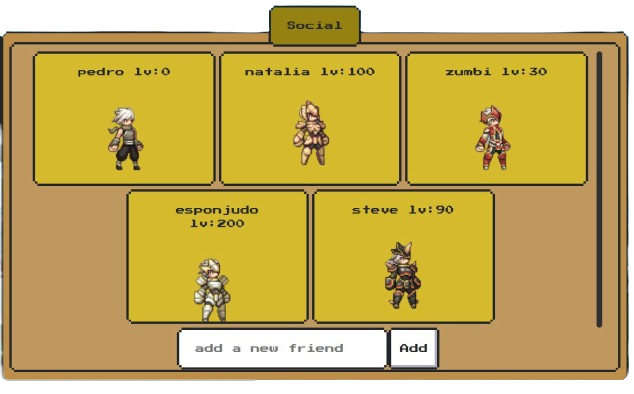 Social
pedro lv:0
natalia lv:100
zumbi lv:30
esponjudo
lv:200
steve lv:90
add a new friend
Add